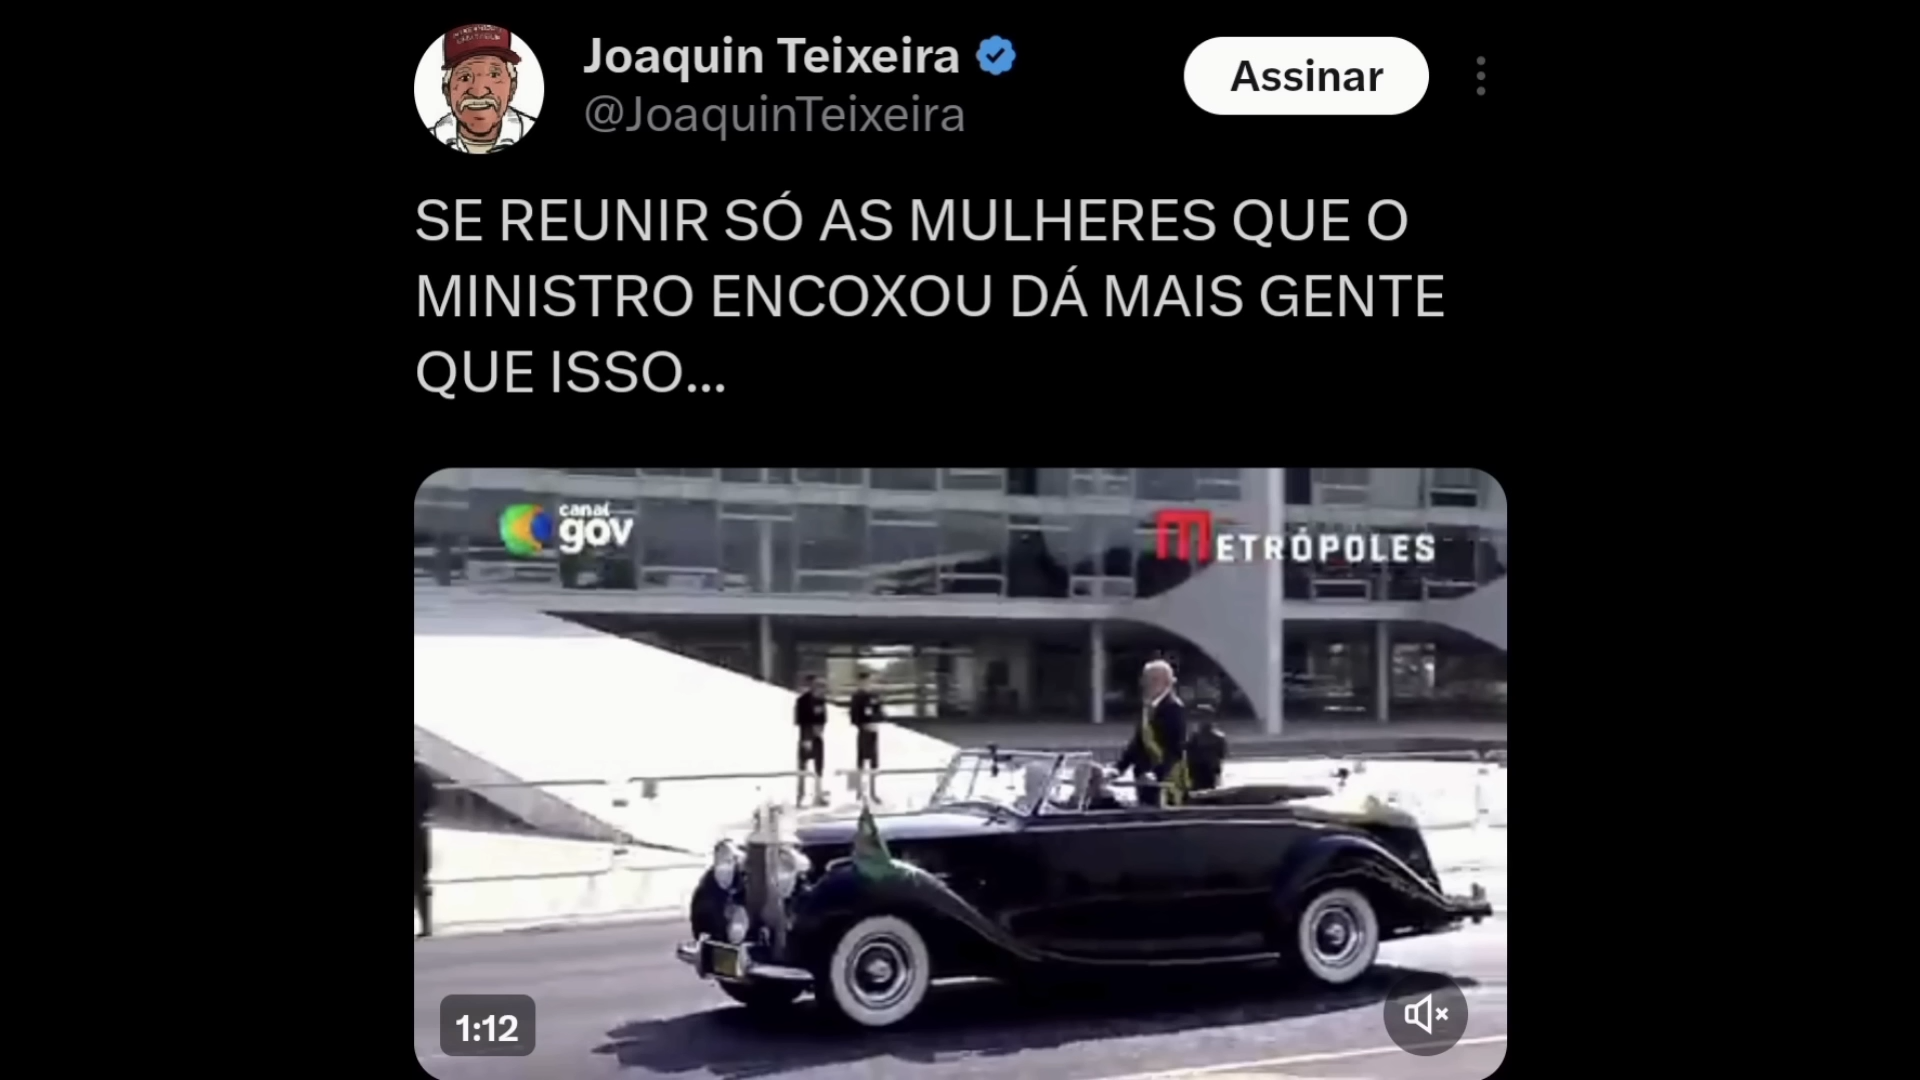 Joaquin Teixeira
@JoaquinTeixeira
Assinar
SE REUNIR SÓ AS MULHERES QUE O
MINISTRO ENCOXOU DÁ MAIS GENTE
QUE ISSO...
canal
gov
METRÓPOLES
1:12